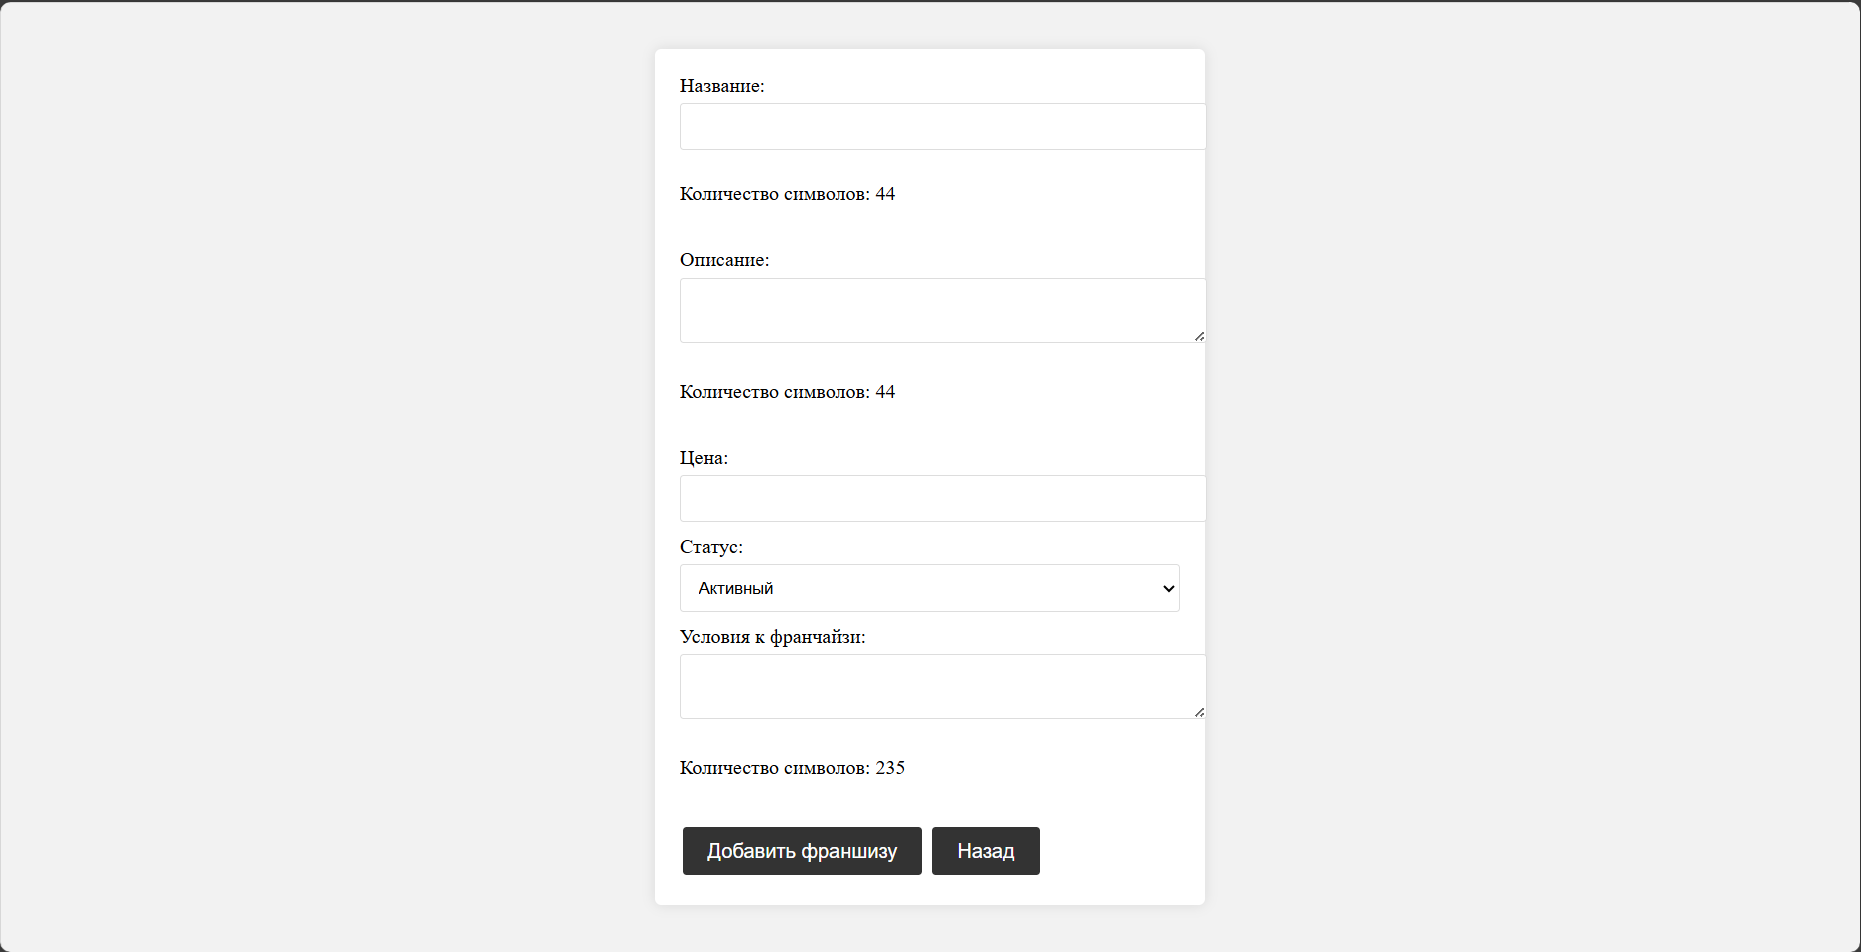 Название:
Количество символов: 44
Описание:
Количество символов: 44
Цена:
Статус:
Активный
Условия к франчайзи:
Количество символов: 235
Добавить франшизу Назад